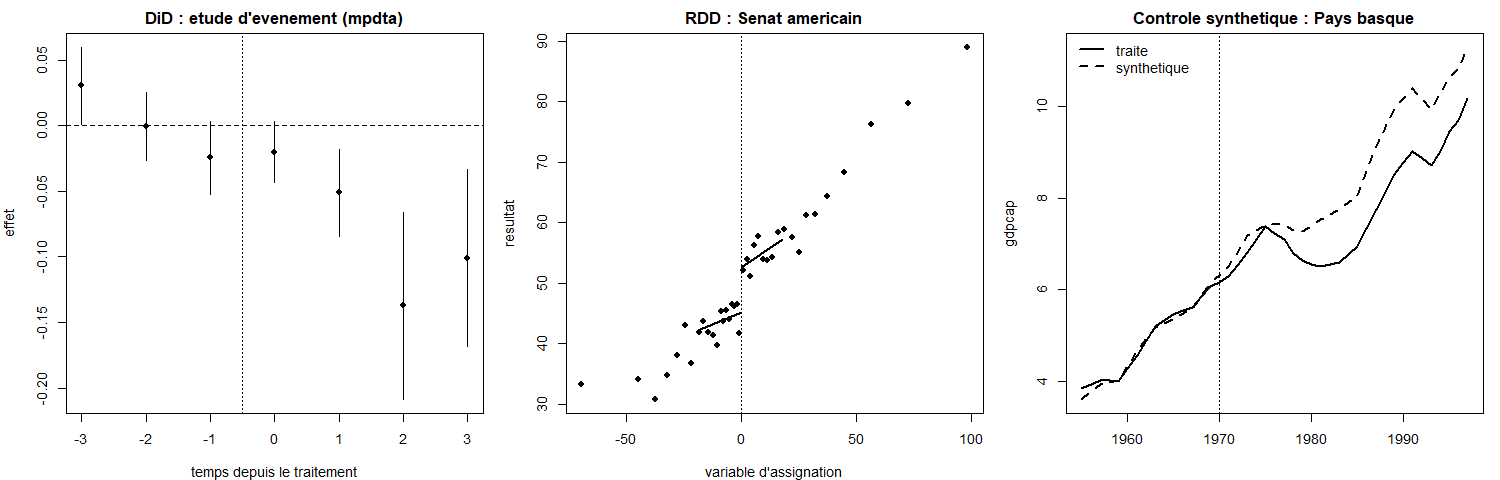 DiD : etude d'evenement (mpdta)
effet
0.05
0.00
-0.05
-0.10
-0.15
-0.20
-3 -2 -1 0 1 2 3
temps depuis le traitement
RDD : Senat americain
resultat
90
80
70
60
50
40
30
-50 0 50 100
variable d'assignation
Controle synthetique : Pays basque
traite
synthetique
gdpcap
10
8
6
4
1960 1970 1980 1990